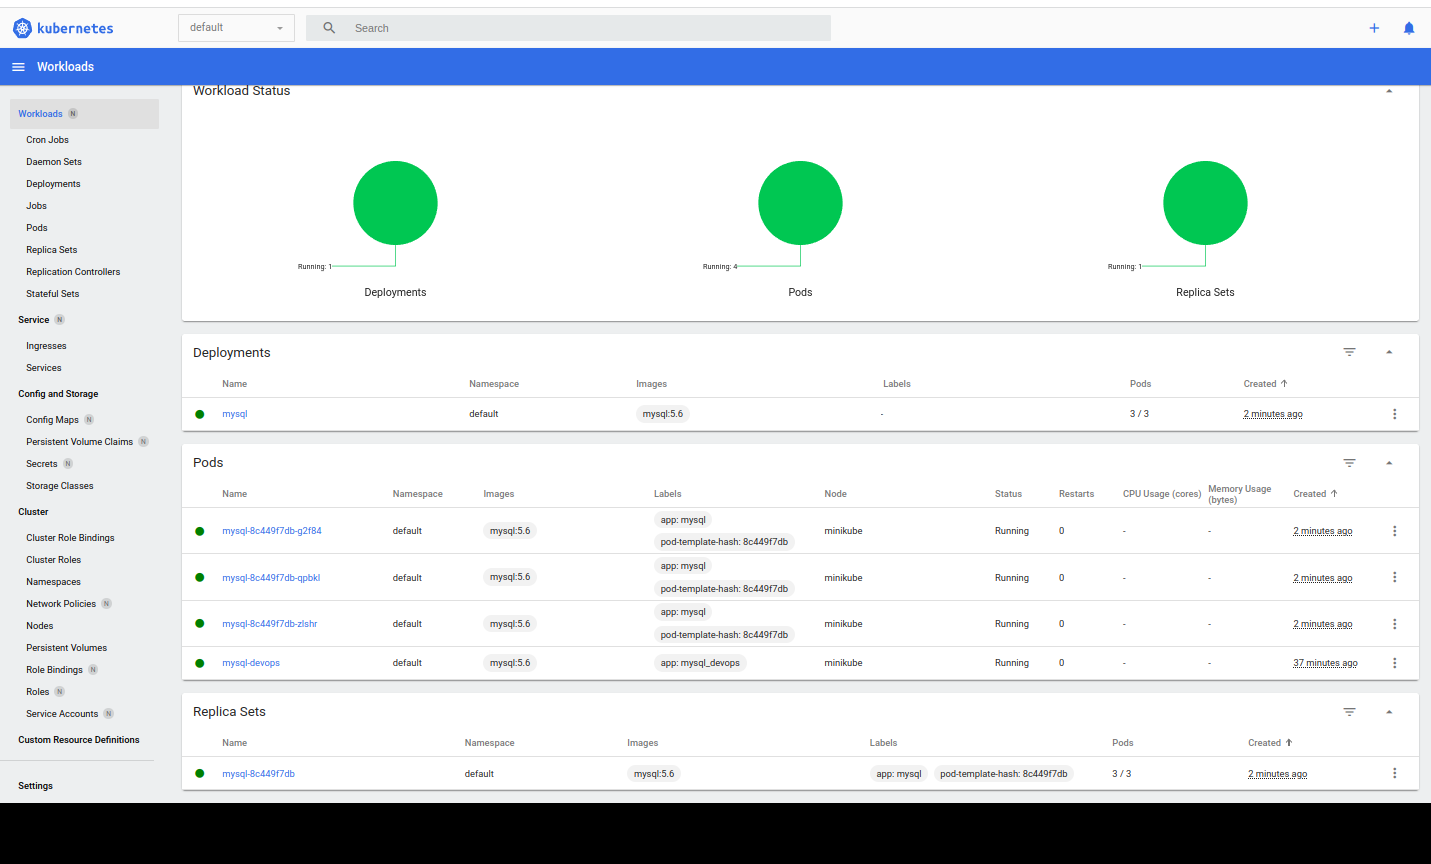 kubernetes
default
Search
Workloads
Workloads N
Cron Jobs
Daemon Sets
Deployments
Jobs
Pods
Replica Sets
Replication Controllers
Stateful Sets
Service N
Ingresses
Services
Config and Storage
Config Maps N
Persistent Volume Claims N
Secrets N
Storage Classes
Cluster
Cluster Role Bindings
Cluster Roles
Namespaces
Network Policies N
Nodes
Persistent Volumes
Role Bindings N
Roles N
Service Accounts N
Custom Resource Definitions
Settings
Workload Status
Running: 1 Running: 4 Running: 1
Deployments Pods Replica Sets
Deployments
Name Namespace Images Labels Pods Created
mysql default mysql:5.6 - 3 / 3 2 minutes ago
Pods
Name Namespace Images Labels Node Status Restarts CPU Usage (cores) Memory Usage (bytes) Created
mysql-8c449f7db-g2f84 default mysql:5.6 app: mysql minikube Running 0 - - 2 minutes ago
pod-template-hash: 8c449f7db
mysql-8c449f7db-qpbkl default mysql:5.6 app: mysql minikube Running 0 - - 2 minutes ago
pod-template-hash: 8c449f7db
mysql-8c449f7db-zlshr default mysql:5.6 app: mysql minikube Running 0 - - 2 minutes ago
pod-template-hash: 8c449f7db
mysql-devops default mysql:5.6 app: mysql_devops minikube Running 0 - - 37 minutes ago
Replica Sets
Name Namespace Images Labels Pods Created
mysql-8c449f7db default mysql:5.6 app: mysql pod-template-hash: 8c449f7db 3 / 3 2 minutes ago